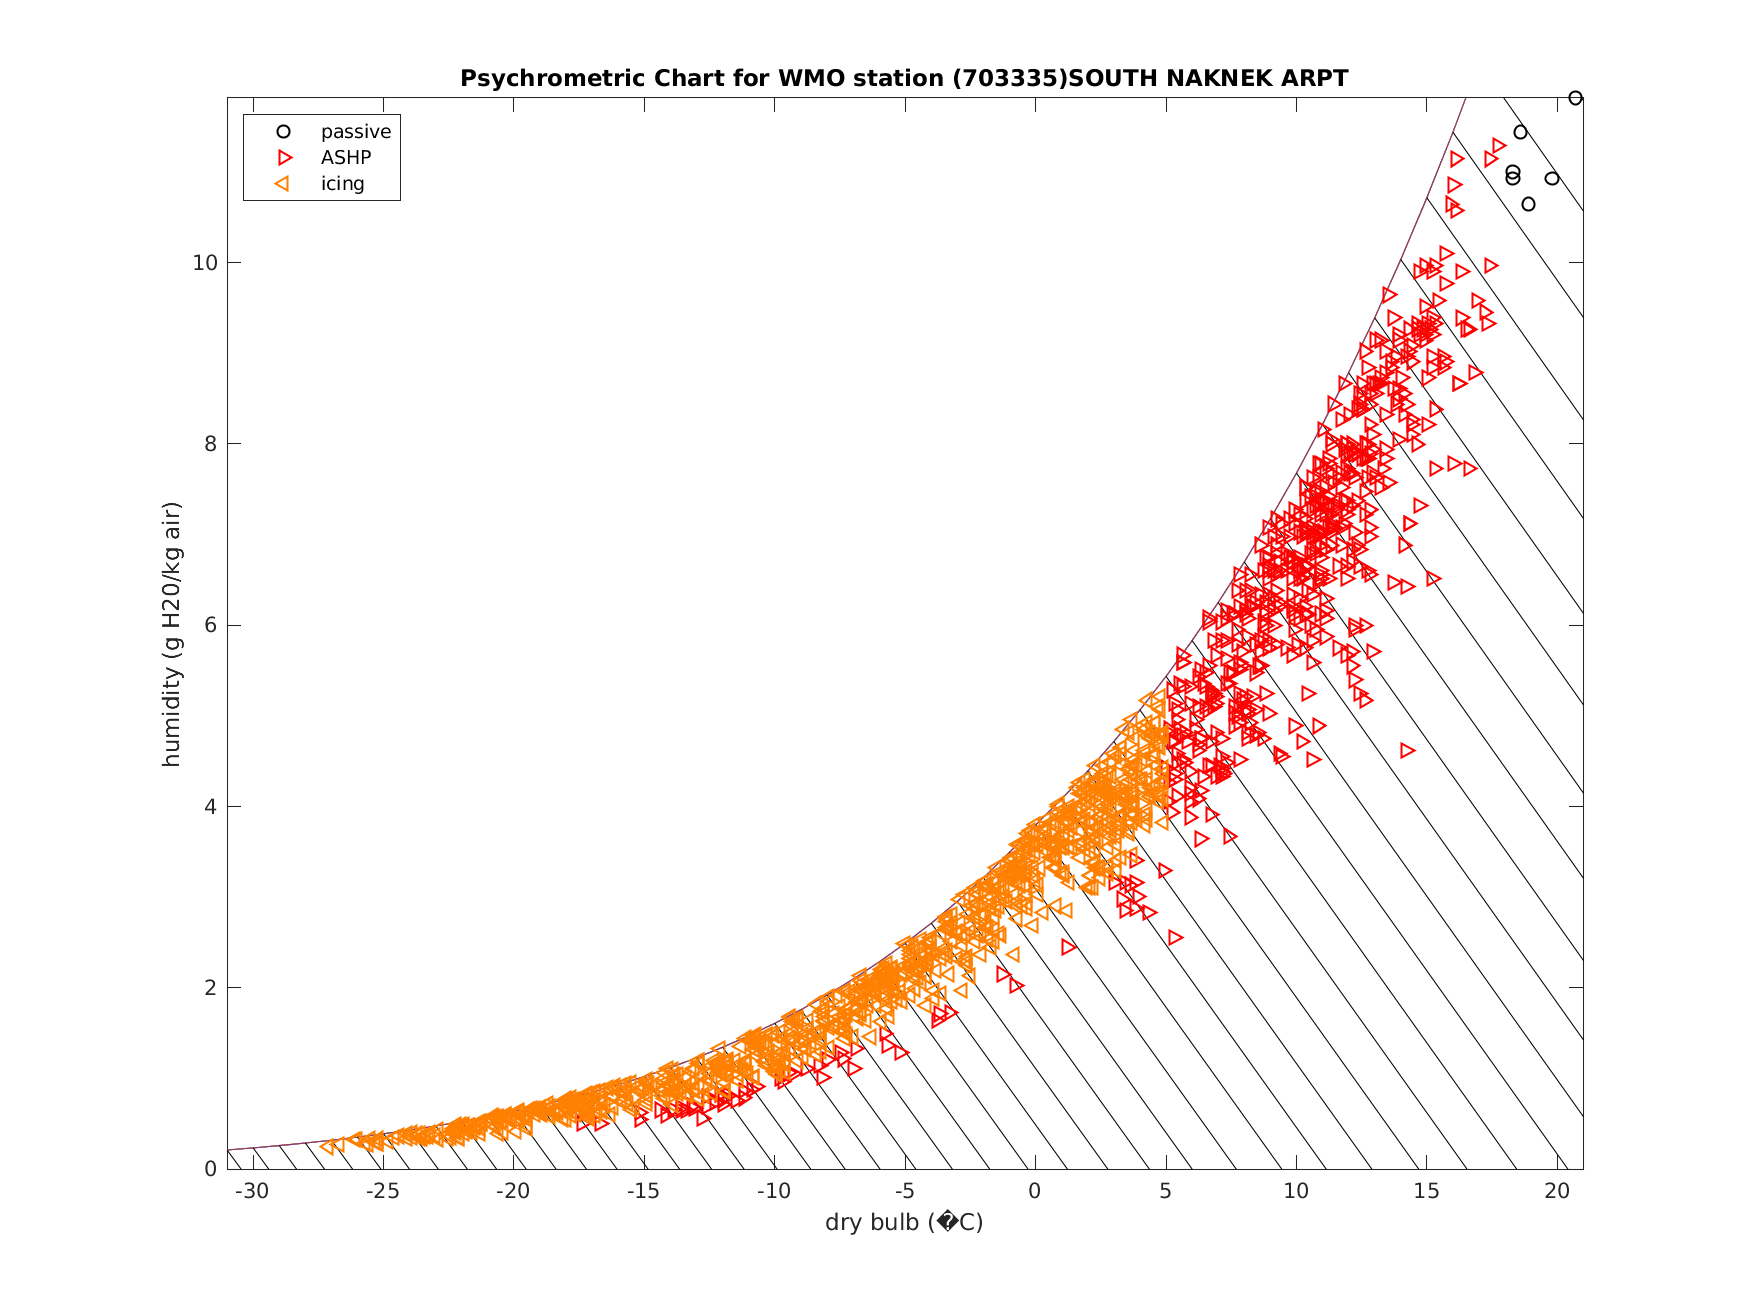 Psychrometric Chart for WMO station (703335)SOUTH NAKNEK ARPT
passive
ASHP
icing
humidity (g H20/kg air)
10
8
6
4
2
0
-30 -25 -20 -15 -10 -5 0 5 10 15 20
dry bulb (�C)